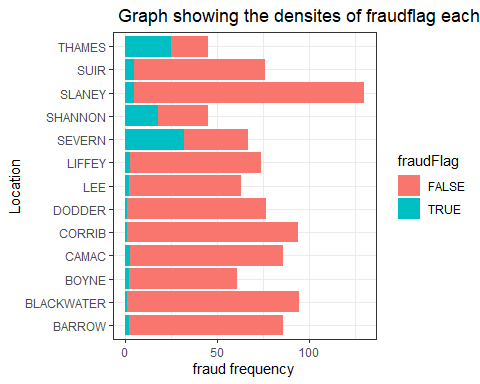 Graph showing the densites of fraudflag each
THAMES
SUIR
SLANEY
SHANNON
SEVERN
LIFFEY
LEE
DODDER
CORRIB
CAMAC
BOYNE
BLACKWATER
BARROW
Location
0 50 100
fraud frequency
fraudFlag
FALSE
TRUE